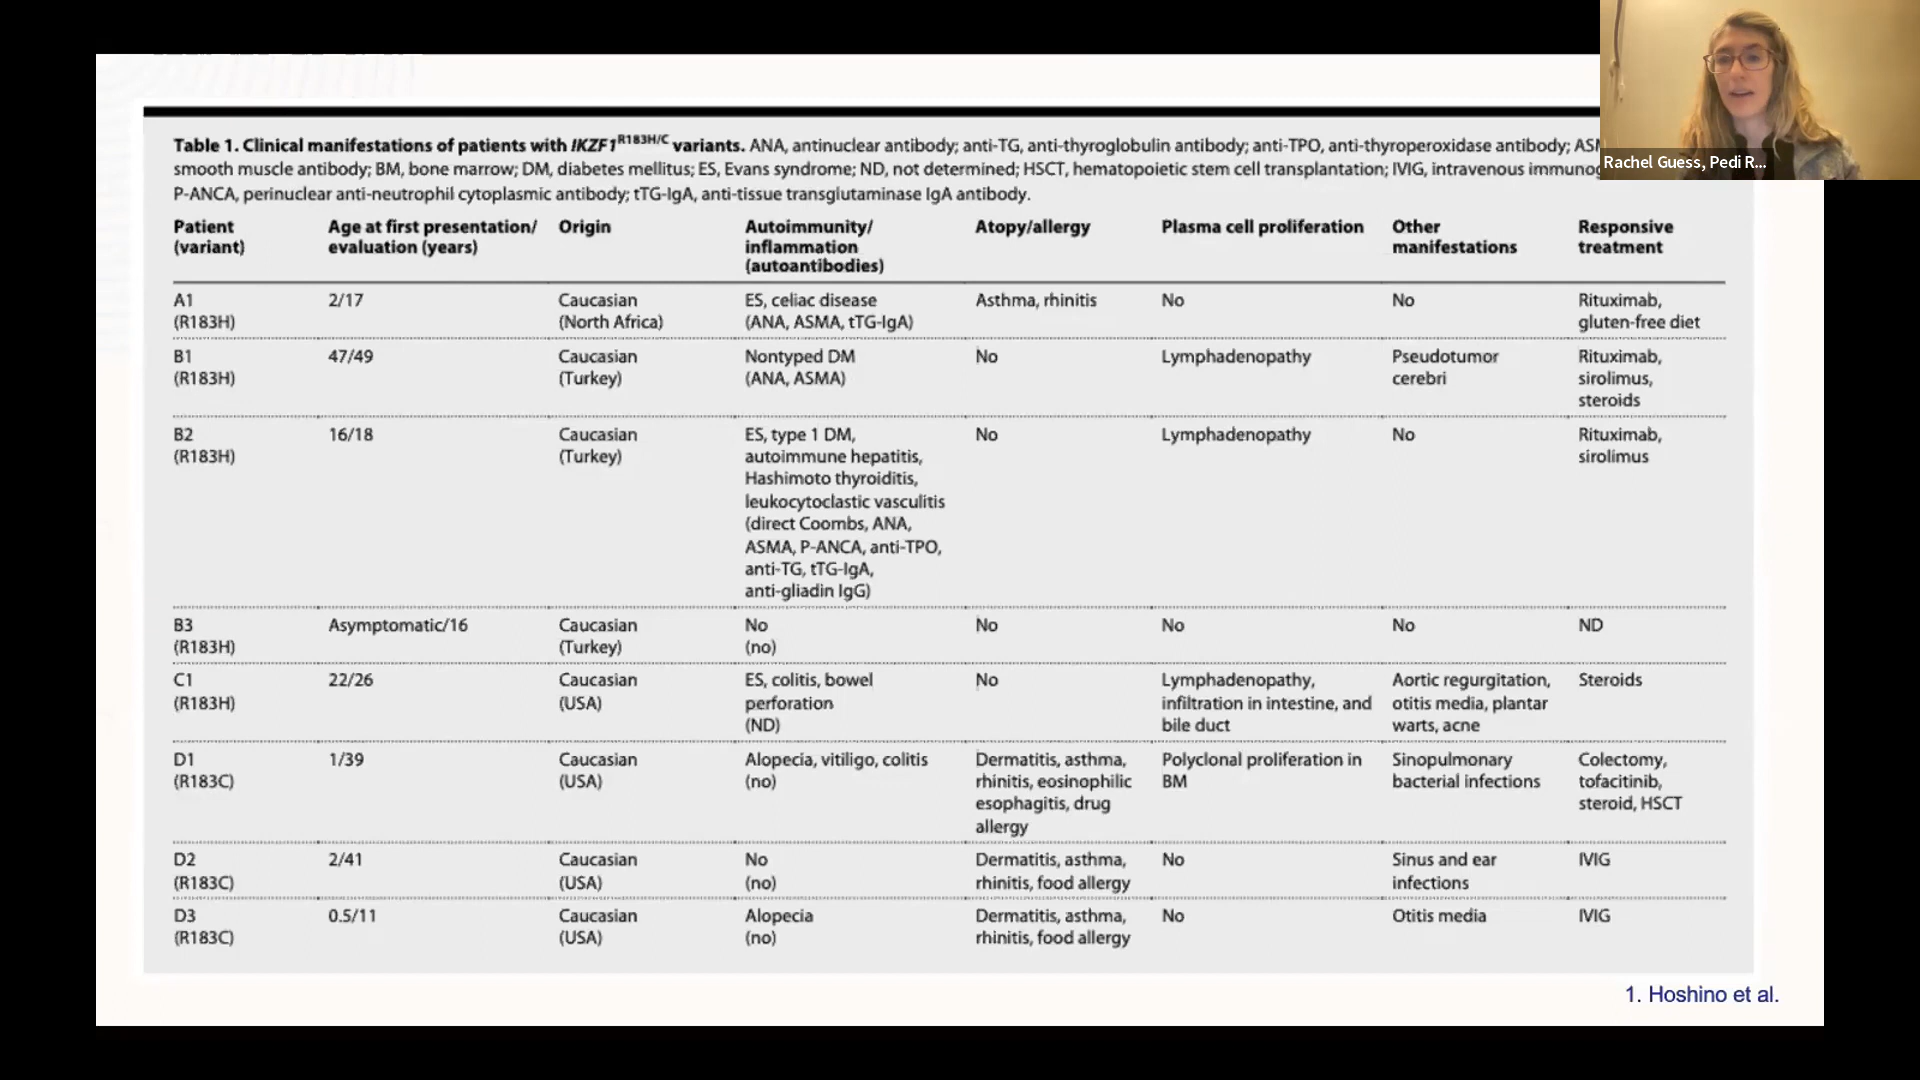 Rachel Guess, Pedi R...
Table 1. Clinical manifestations of patients with IKZF1R183H/C variants. ANA, antinuclear antibody; anti-TG, anti-thyroglobulin antibody; anti-TPO, anti-thyroperoxidase antibody;
smooth muscle antibody; BM, bone marrow; DM, diabetes mellitus; ES, Evans syndrome; ND, not determined; HSCT, hematopoietic stem cell transplantation; IVIG, intravenous
P-ANCA, perinuclear anti-neutrophil cytoplasmic antibody; tTG-IgA, anti-tissue transglutaminase IgA antibody.
Patient Age at first presentation/ Origin Autoimmunity/ Atopy/allergy Plasma cell proliferation Other Responsive
(variant) evaluation (years) inflammation manifestations treatment
(autoantibodies)
A1 2/17 Caucasian ES, celiac disease Asthma, rhinitis No No Rituximab,
(R183H) (North Africa) (ANA, ASMA, tTG-IgA) gluten-free diet
B1 47/49 Caucasian Nontyped DM No Lymphadenopathy Pseudotumor Rituximab,
(R183H) (Turkey) (ANA, ASMA) cerebri sirolimus,
steroids
B2 16/18 Caucasian ES, type 1 DM, No Lymphadenopathy No Rituximab,
(R183H) (Turkey) autoimmune hepatitis, sirolimus
Hashimoto thyroiditis,
leukocytoclastic vasculitis
(direct Coombs, ANA,
ASMA, P-ANCA, anti-TPO,
anti-TG, tTG-IgA,
anti-gliadin IgG)
B3 Asymptomatic/16 Caucasian No No No No ND
(R183H) (Turkey) (no)
C1 22/26 Caucasian ES, colitis, bowel No Lymphadenopathy, Aortic regurgitation, Steroids
(R183H) (USA) perforation infiltration in intestine, and otitis media, plantar
(ND) bile duct warts, acne
D1 1/39 Caucasian Alopecia, vitiligo, colitis Dermatitis, asthma, Polyclonal proliferation in Sinopulmonary Colectomy,
(R183C) (USA) (no) rhinitis, eosinophilic BM bacterial infections tofacitinib,
esophagitis, drug steroid, HSCT
allergy
D2 2/41 Caucasian No Dermatitis, asthma, No Sinus and ear IVIG
(R183C) (USA) (no) rhinitis, food allergy infections
D3 0.5/11 Caucasian Alopecia Dermatitis, asthma, No Otitis media IVIG
(R183C) (USA) (no) rhinitis, food allergy
1. Hoshino et al.